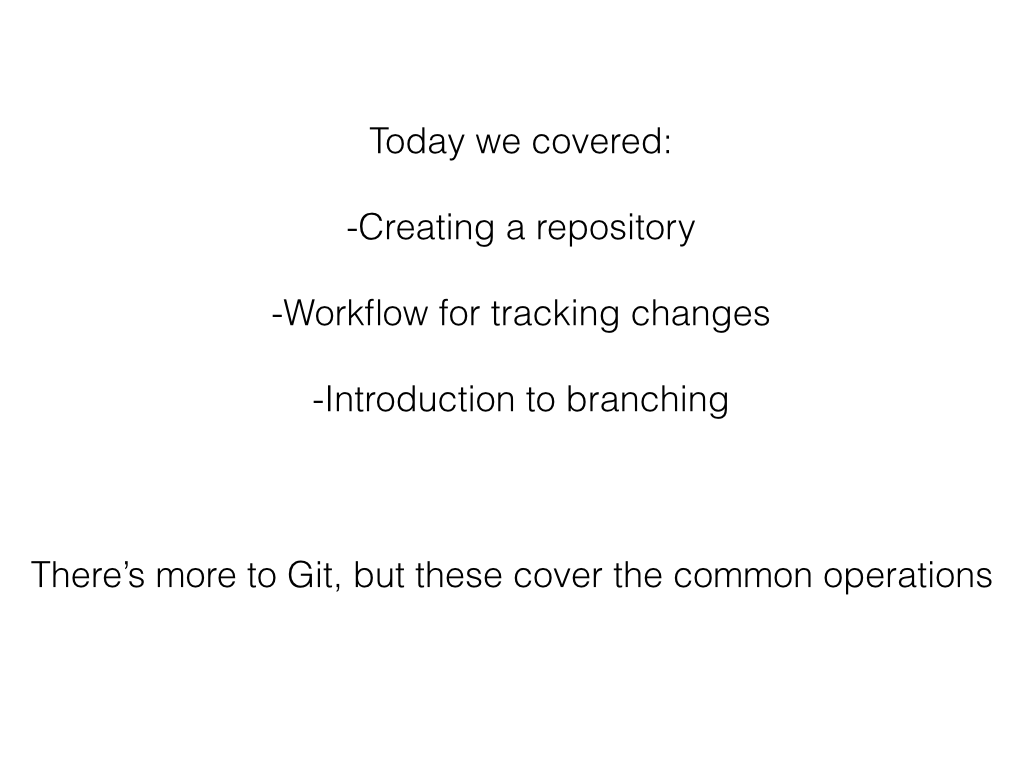 Today we covered:
-Creating a repository
-Workflow for tracking changes
-Introduction to branching
There’s more to Git, but these cover the common operations